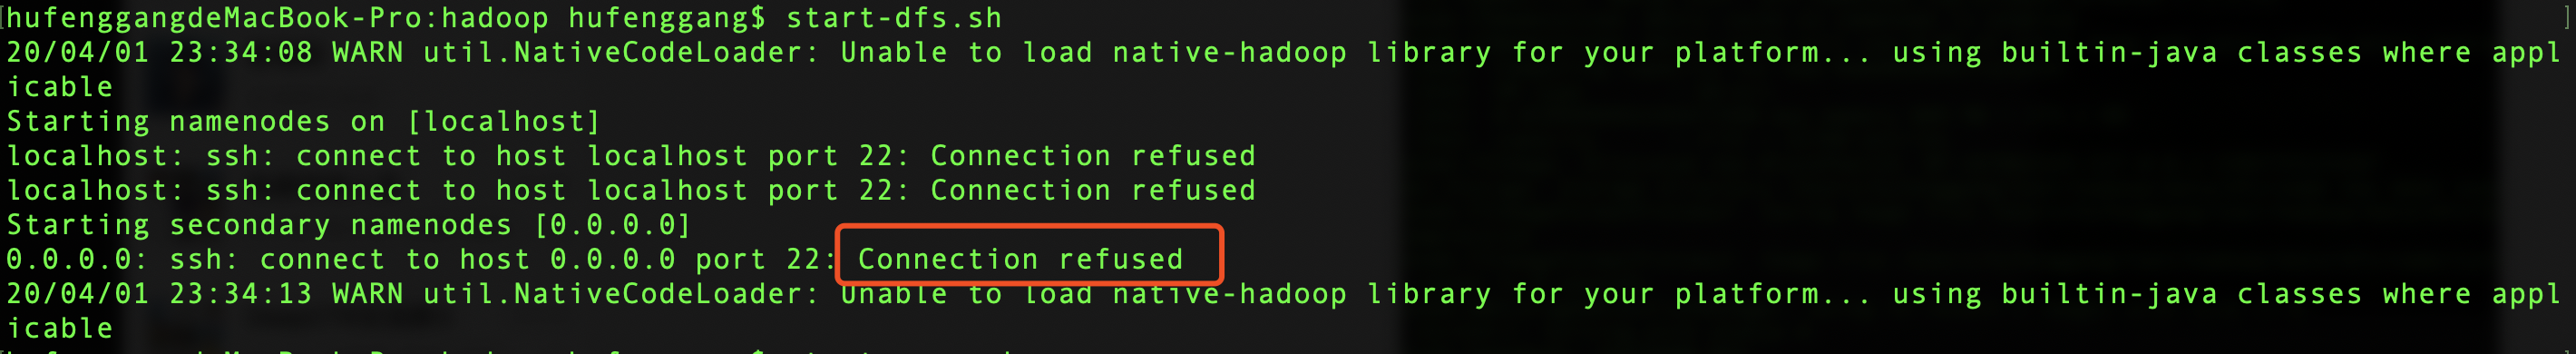 [hufenggangdeMacBook-Pro:hadoop hufenggang$ start-dfs.sh ]
20/04/01 23:34:08 WARN util.NativeCodeLoader: Unable to load native-hadoop library for your platform... using builtin-java classes where appl
icable
Starting namenodes on [localhost]
localhost: ssh: connect to host localhost port 22: Connection refused
localhost: ssh: connect to host localhost port 22: Connection refused
Starting secondary namenodes [0.0.0.0]
0.0.0.0: ssh: connect to host 0.0.0.0 port 22: Connection refused
20/04/01 23:34:13 WARN util.NativeCodeLoader: Unable to load native-hadoop library for your platform... using builtin-java classes where appl
icable